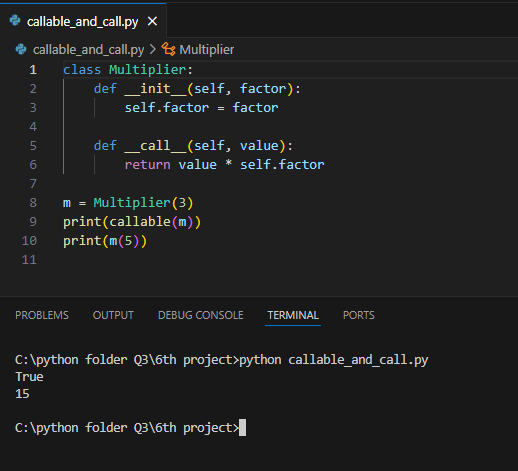 callable_and_call.py ×
callable_and_call.py > Multiplier
1 class Multiplier:
2     def __init__(self, factor):
3         self.factor = factor
4
5     def __call__(self, value):
6         return value * self.factor
7
8 m = Multiplier(3)
9 print(callable(m))
10 print(m(5))
11
PROBLEMS OUTPUT DEBUG CONSOLE TERMINAL PORTS
C:\python folder Q3\6th project>python callable_and_call.py
True
15
C:\python folder Q3\6th project>